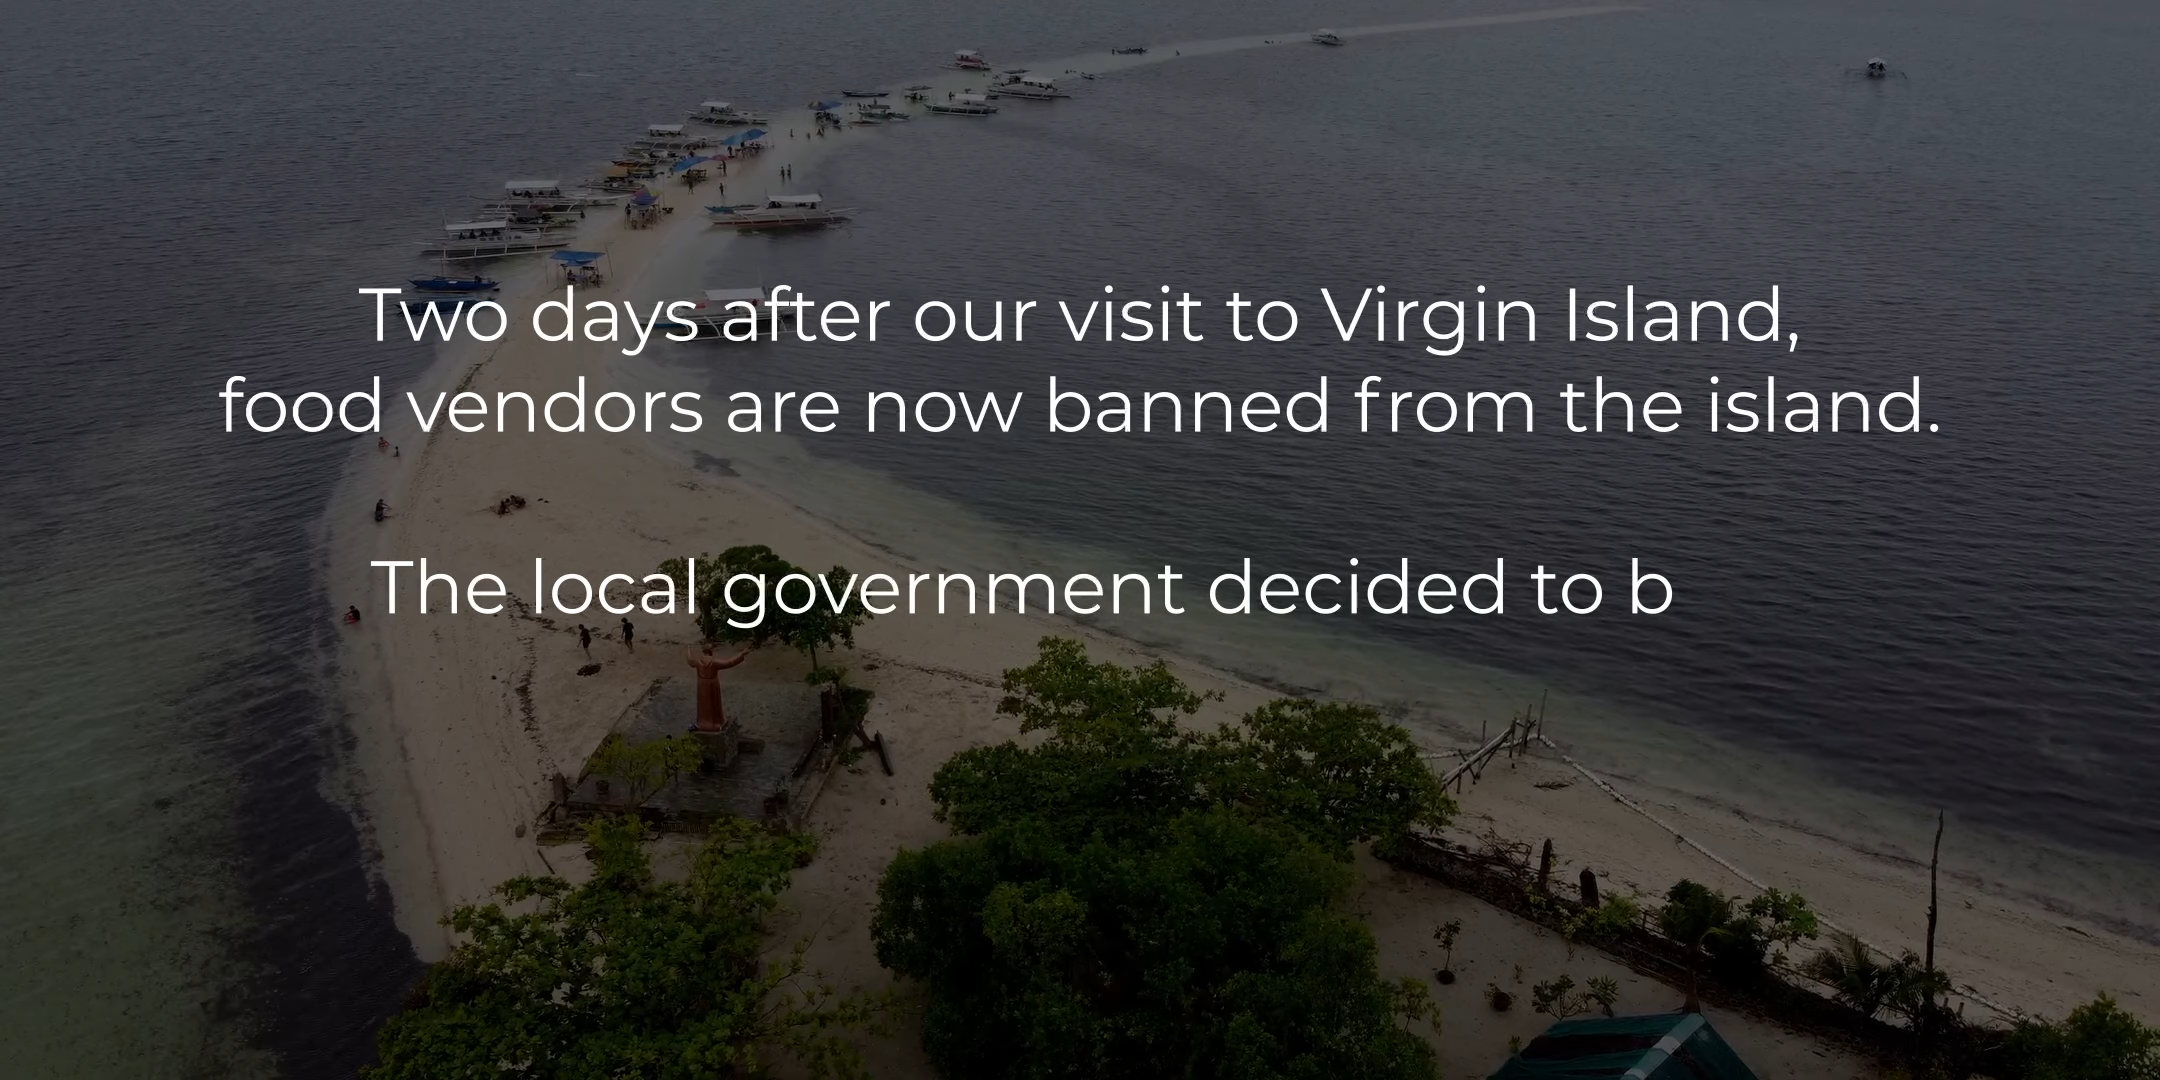 Two days after our visit to Virgin Island,
food vendors are now banned from the island.
The local government decided to b